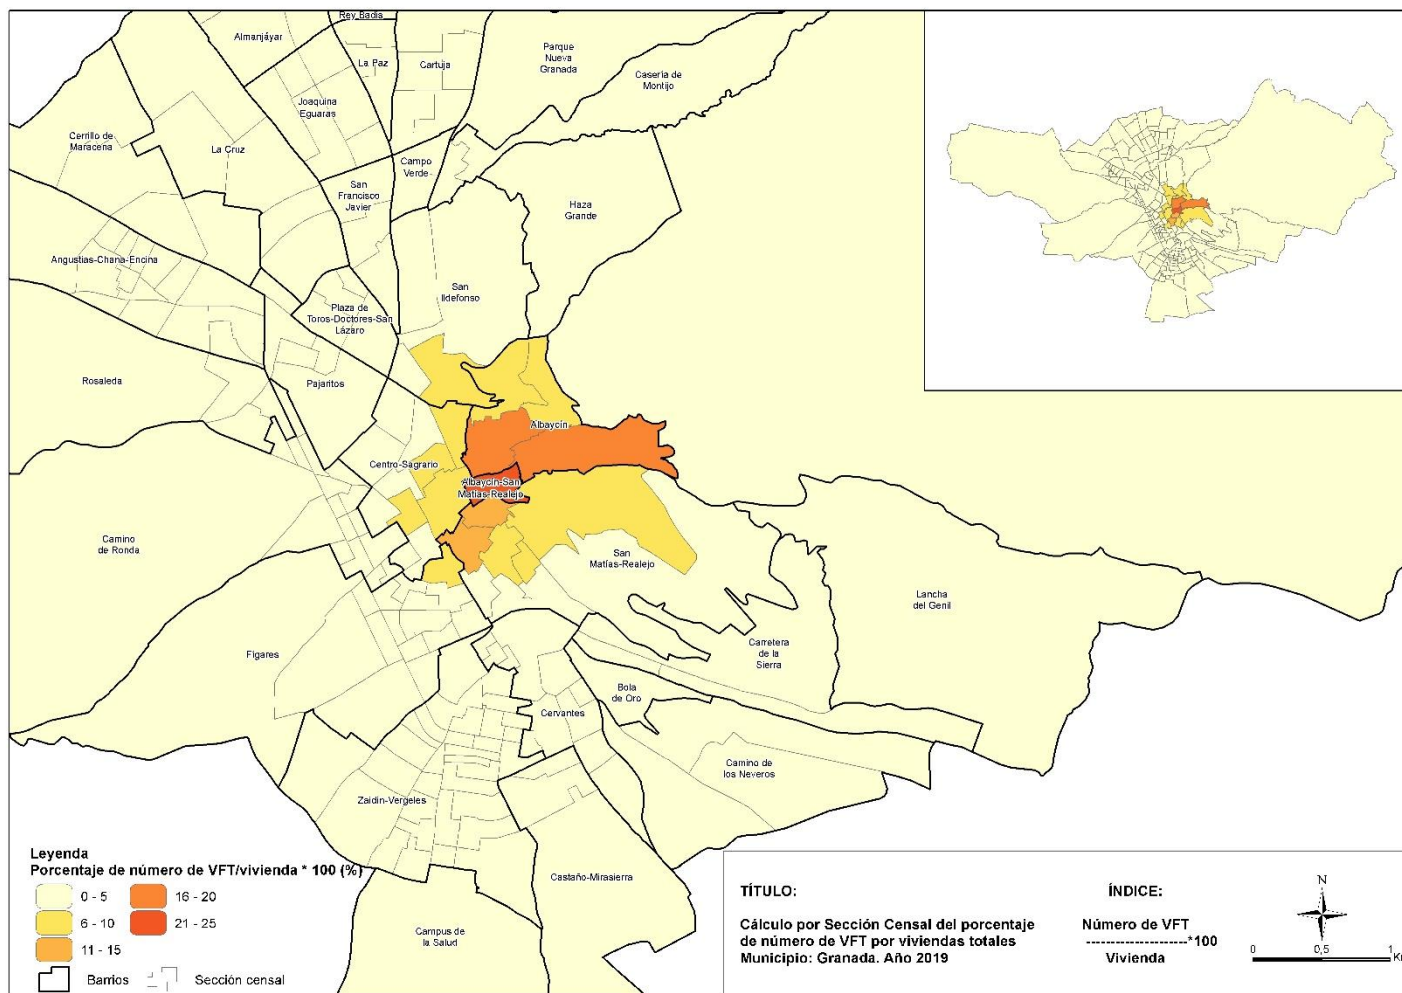 Rey Badis
Almanjáyar
La Paz
Cartuja
Parque
Nueva
Granada
Casería de
Montijo
Joaquina
Eguaras
Cerrillo de
Maracena
La Cruz
Campo
Verde
San
Francisco
Javier
Haza
Grande
Angustias-Chana-Encina
San
Ildefonso
Plaza de
Toros-Doctores-San
Lázaro
Rosaleda
Pajaritos
Albaycín
Centro-Sagrario
Albaycín-San
Matías-Realejo
Camino
de Ronda
San
Matías-Realejo
Lancha
del Genil
Carretera
de la
Sierra
Fígares
Bola
de Oro
Cervantes
Camino de
los Neveros
Zaidín-Vergeles
Castaño-Mirasierra
Campus de
la Salud
Leyenda
Porcentaje de número de VFT/vivienda * 100 (%)
0 - 5
16 - 20
6 - 10
21 - 25
11 - 15
Barrios
Sección censal
TÍTULO:
Cálculo por Sección Censal del porcentaje
de número de VFT por viviendas totales
Municipio: Granada. Año 2019
ÍNDICE:
Número de VFT
--------------------*100
Vivienda
N
0 0,5 1
K